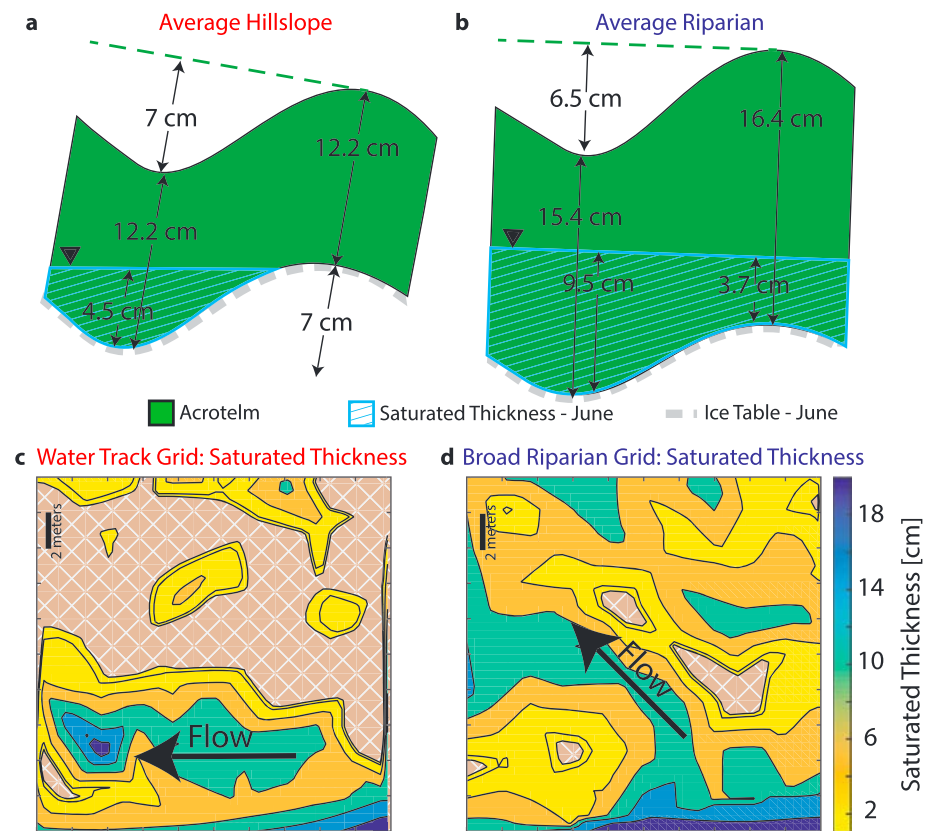 a Average Hillslope
b Average Riparian
7 cm
12.2 cm
12.2 cm
4.5 cm
7 cm
6.5 cm
16.4 cm
15.4 cm
9.5 cm
3.7 cm
Acrotelm
Saturated Thickness - June
Ice Table - June
c Water Track Grid: Saturated Thickness
2 meters
Flow
d Broad Riparian Grid: Saturated Thickness
2 meters
Flow
18
14
10
6
2
Saturated Thickness [cm]